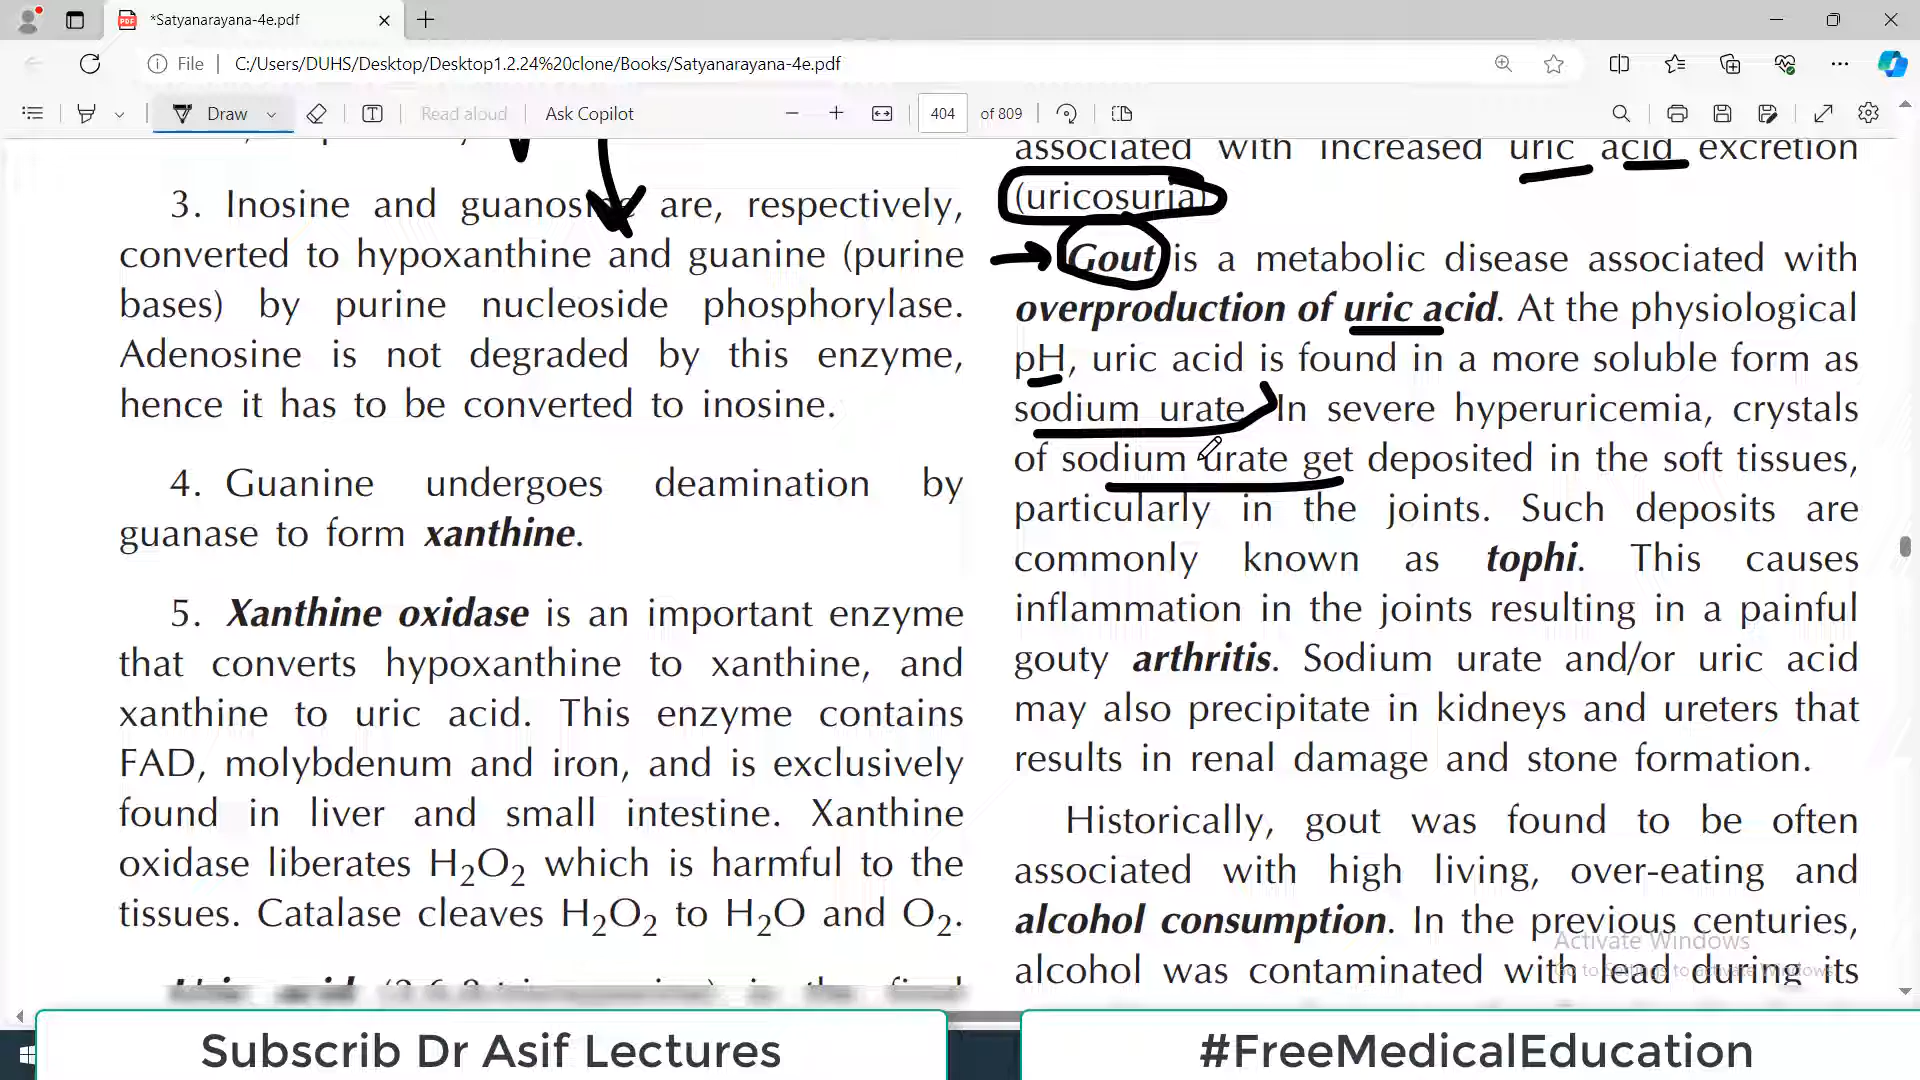 *Satyanarayana-4e.pdf
File
C:/Users/DUHS/Desktop/Desktop1.2.24%20clone/Books/Satyanarayana-4e.pdf
Draw
Read aloud
Ask Copilot
404
of 809
3. Inosine and guanosine are, respectively,
converted to hypoxanthine and guanine (purine
bases) by purine nucleoside phosphorylase.
Adenosine is not degraded by this enzyme,
hence it has to be converted to inosine.
4. Guanine undergoes deamination by
guanase to form xanthine.
5. Xanthine oxidase is an important enzyme
that converts hypoxanthine to xanthine, and
xanthine to uric acid. This enzyme contains
FAD, molybdenum and iron, and is exclusively
found in liver and small intestine. Xanthine
oxidase liberates H2O2 which is harmful to the
tissues. Catalase cleaves H2O2 to H2O and O2.
associated with increased uric acid excretion
(uricosuria)
Gout is a metabolic disease associated with
overproduction of uric acid. At the physiological
pH, uric acid is found in a more soluble form as
sodium urate. In severe hyperuricemia, crystals
of sodium urate get deposited in the soft tissues,
particularly in the joints. Such deposits are
commonly known as tophi. This causes
inflammation in the joints resulting in a painful
gouty arthritis. Sodium urate and/or uric acid
may also precipitate in kidneys and ureters that
results in renal damage and stone formation.
Historically, gout was found to be often
associated with high living, over-eating and
alcohol consumption. In the previous centuries,
alcohol was contaminated with lead during its
Activate Windows
Go to Settings to activate Windows.
Subscrib Dr Asif Lectures
#FreeMedicalEducation